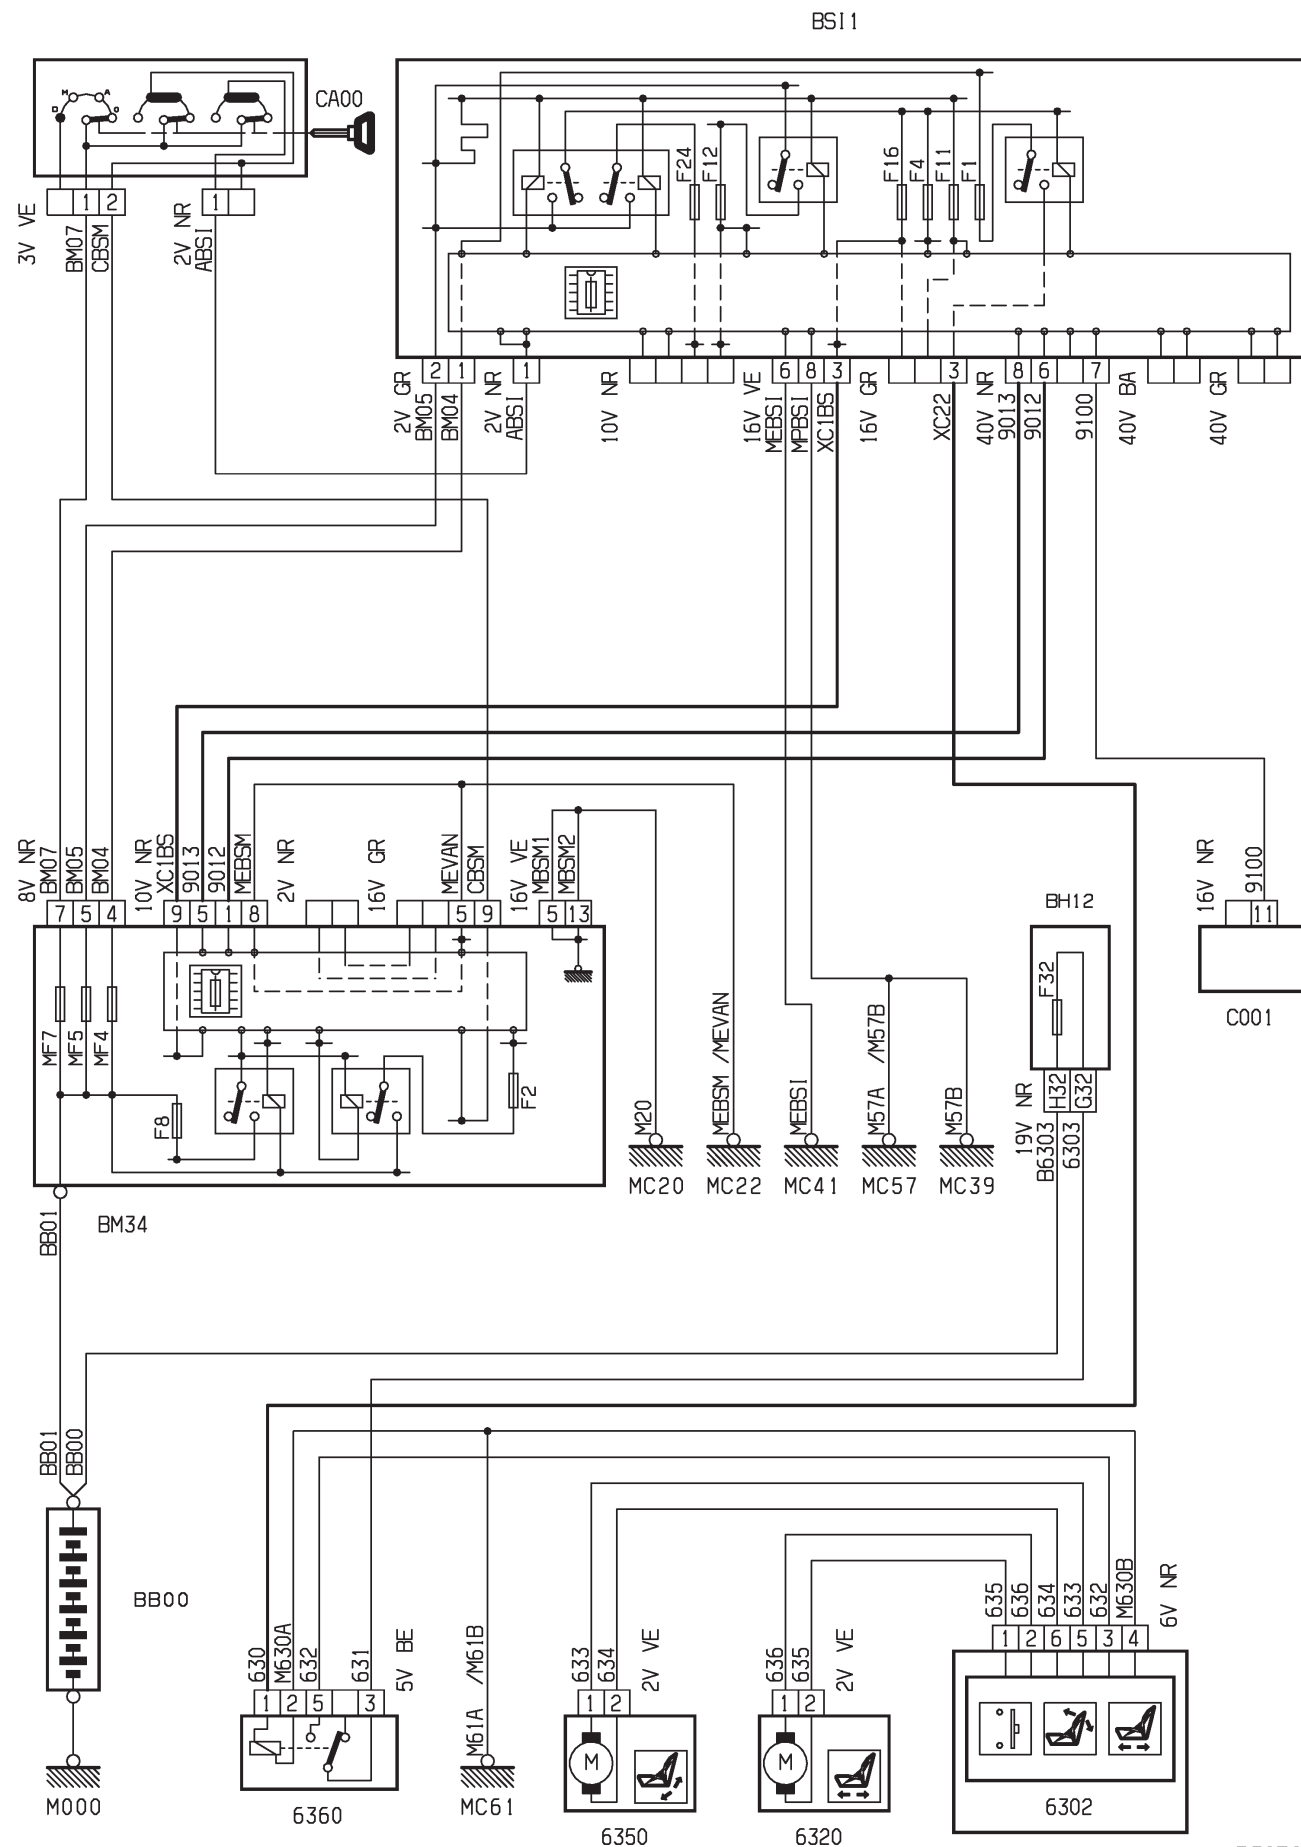 BSI1
CA00
M
A
D
3V VE
1
2
BM07
CBSM
2V NR
1
ABSI
F24
F12
F16
F4
F11
F1
2V GR
2
1
BM05
BM04
2V NR
1
ABSI
10V NR
16V VE
6
8
3
MEBSI
MPBSI
XC1BS
16V GR
3
XC22
40V NR
8
6
7
9013
9012
9100
40V BA
40V GR
8V NR
BM07
BM05
BM04
7
5
4
10V NR
XC1BS
9013
9012
MEBSM
9
5
1
8
2V NR
16V GR
MEVAN
CBSM
5
9
16V VE
MBSM1
MBSM2
5
13
MF7
MF5
MF4
F8
F2
BB01
BM34
M20
MC20
MEBSM /MEVAN
MC22
MEBSI
MC41
M57A /M57B
MC57
M57B
MC39
BH12
F32
H32
G32
19V NR
B6303
6303
16V NR
9100
11
C001
BB01
BB00
BB00
M000
630
M630A
632
631
5V BE
1
2
5
3
6360
M61A /M61B
MC61
633
634
2V VE
1
2
M
6350
636
635
2V VE
1
2
M
6320
635
636
634
633
632
M630B
6V NR
1
2
6
5
3
4
6302